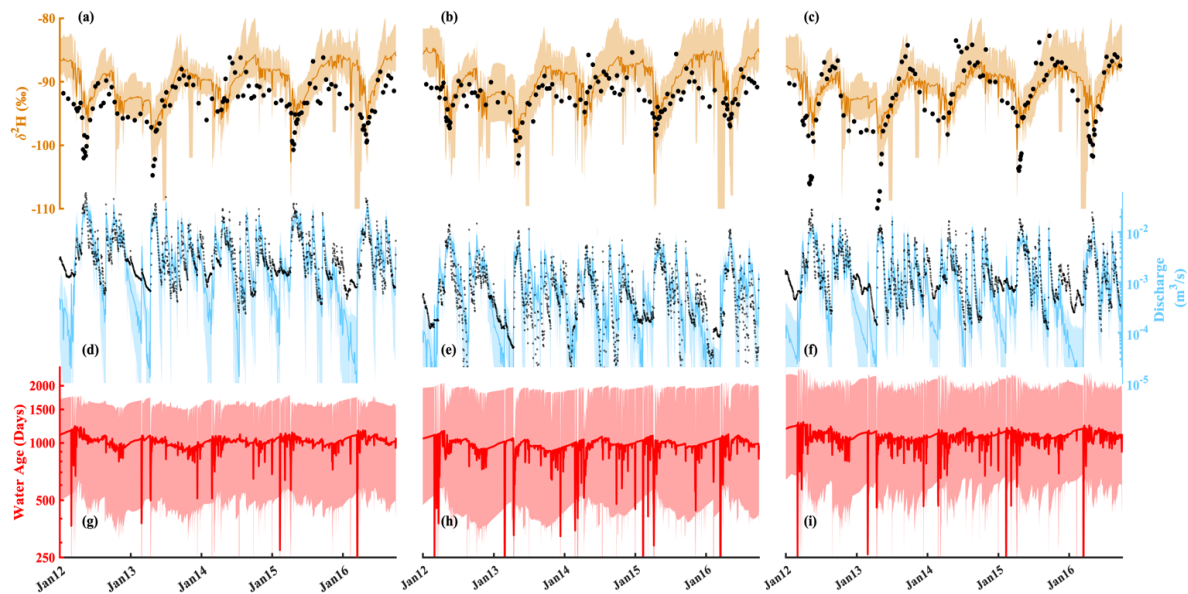 (a)
(b)
(c)
-80
-90
-100
-110
δ²H (‰)
10⁻²
10⁻³
10⁻⁴
10⁻⁵
Discharge
(m³/s)
(d)
(e)
(f)
2000
1500
1000
500
250
Water Age (Days)
(g)
(h)
(i)
Jan12
Jan13
Jan14
Jan15
Jan16
Jan12
Jan13
Jan14
Jan15
Jan16
Jan12
Jan13
Jan14
Jan15
Jan16